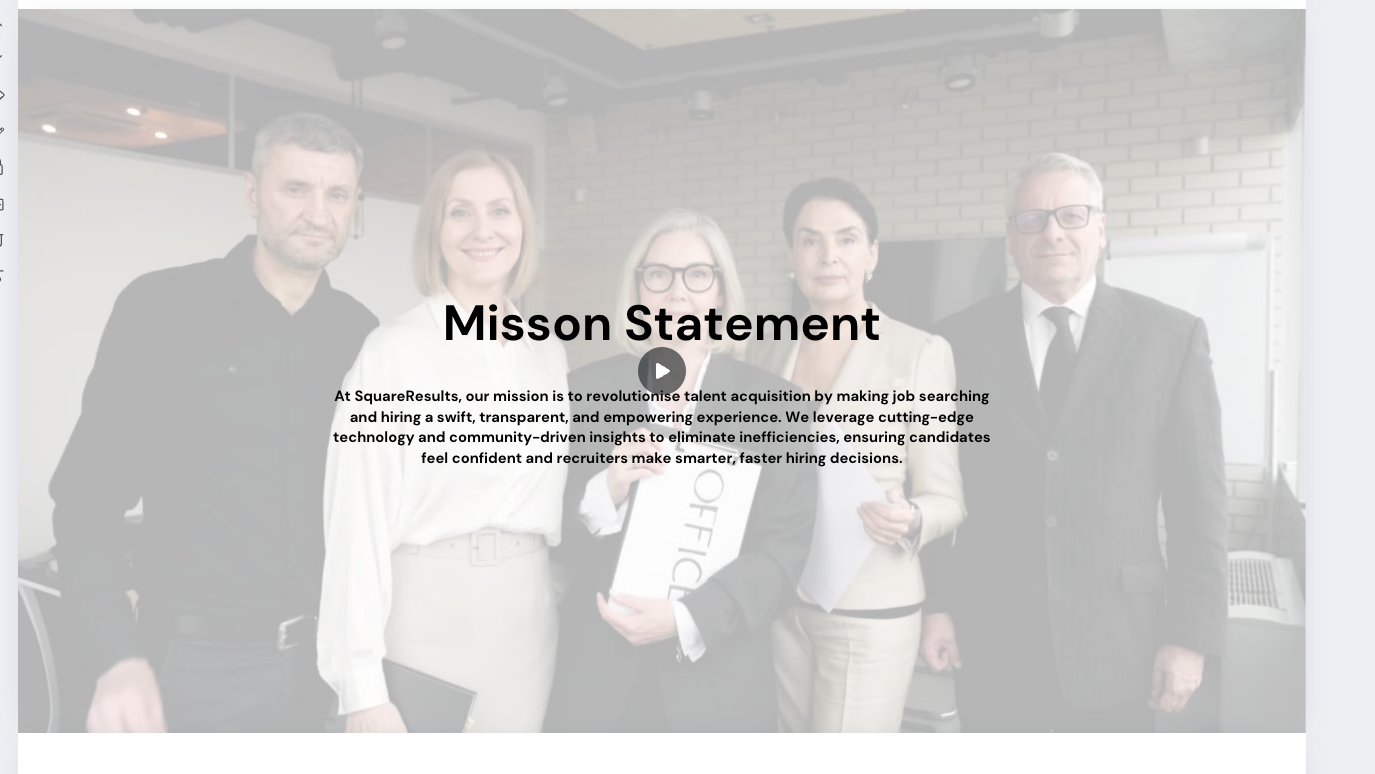 Misson Statement
At SquareResults, our mission is to revolutionise talent acquisition by making job searching
and hiring a swift, transparent, and empowering experience. We leverage cutting-edge
technology and community-driven insights to eliminate inefficiencies, ensuring candidates
feel confident and recruiters make smarter, faster hiring decisions.
OFFICE